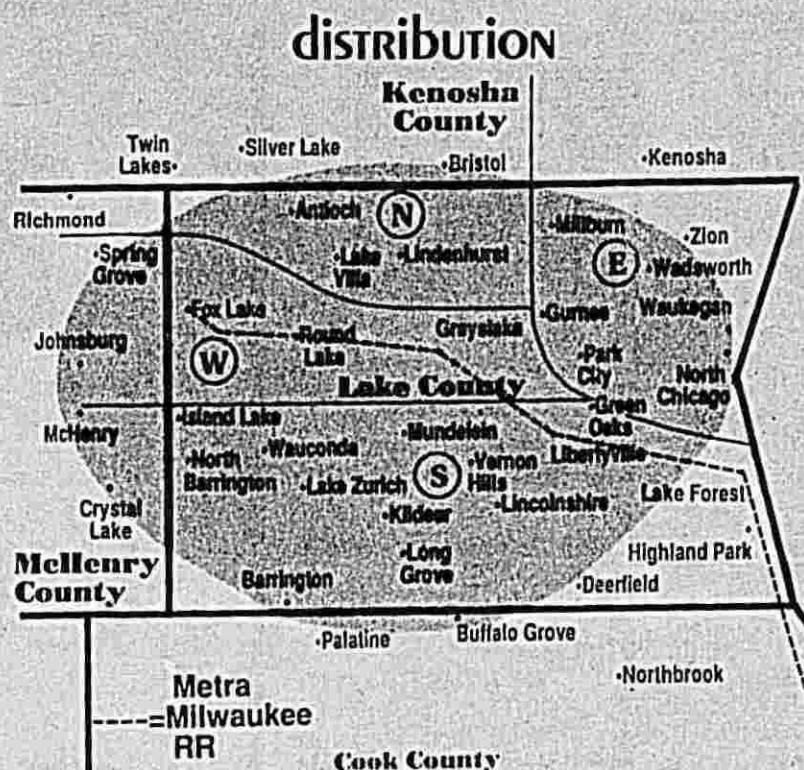 distribution
Kenosha
County
Twin
Lakes
Silver Lake
Bristol
Kenosha
Richmond
Antioch
N
Millburn
Zion
Spring
Grove
Lake
Villa
Lindenhurst
E
Wadsworth
Fox Lake
Gurnee
Waukegan
Johnsburg
Round
Lake
Grayslake
W
Park
City
North
Chicago
Lake County
McHenry
Island Lake
Green
Oaks
Mundelein
Wauconda
North
Barrington
Lake Zurich
S
Vernon
Hills
Libertyville
Crystal
Lake
Kildeer
Lincolnshire
Lake Forest
McHenry
County
Long
Grove
Highland Park
Barrington
Deerfield
Palatine
Buffalo Grove
Northbrook
Metra
----=Milwaukee
RR
Cook County